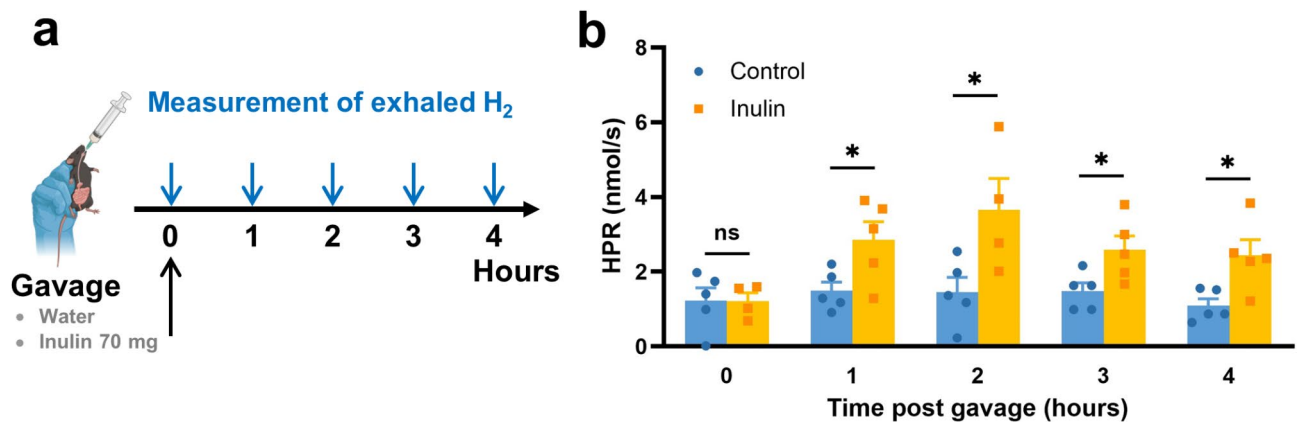 a
Measurement of exhaled H₂
0 1 2 3 4
Hours
Gavage
• Water
• Inulin 70 mg
b
HPR (nmol/s)
8
6
4
2
0
Control
Inulin
ns
*
*
*
*
0 1 2 3 4
Time post gavage (hours)